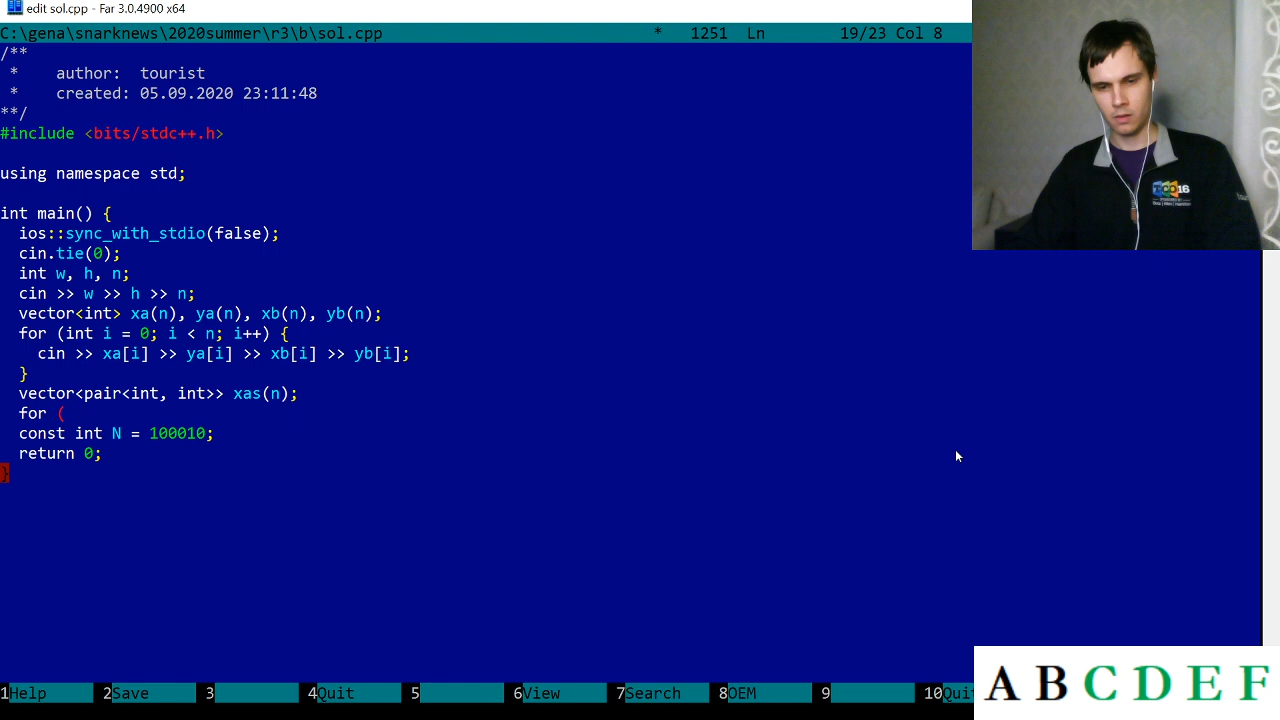 edit sol.cpp - Far 3.0.4900 x64
C:\gena\snarknews\2020summer\r3\b\sol.cpp * 1251 Ln 19/23 Col 8
/**
 *    author:  tourist
 *    created: 05.09.2020 23:11:48
**/
#include <bits/stdc++.h>
using namespace std;
int main() {
  ios::sync_with_stdio(false);
  cin.tie(0);
  int w, h, n;
  cin >> w >> h >> n;
  vector<int> xa(n), ya(n), xb(n), yb(n);
  for (int i = 0; i < n; i++) {
    cin >> xa[i] >> ya[i] >> xb[i] >> yb[i];
  }
  vector<pair<int, int>> xas(n);
  for (
  const int N = 100010;
  return 0;
}
TCO16
A B C D E F
1Help 2Save 3 4Quit 5 6View 7Search 8OEM 9 10Quit